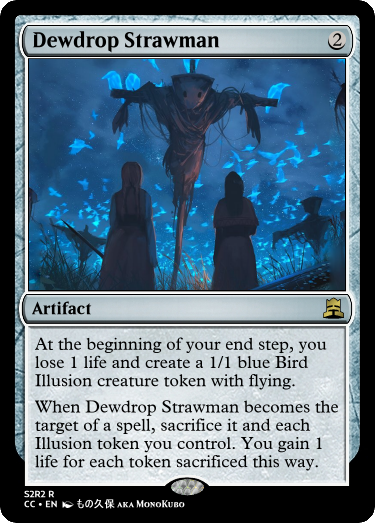 Dewdrop Strawman
2
Artifact
At the beginning of your end step, you
lose 1 life and create a 1/1 blue Bird
Illusion creature token with flying.
When Dewdrop Strawman becomes the
target of a spell, sacrifice it and each
Illusion token you control. You gain 1
life for each token sacrificed this way.
S2R2 R
CC • EN もの久保 AKA MONOKUBO